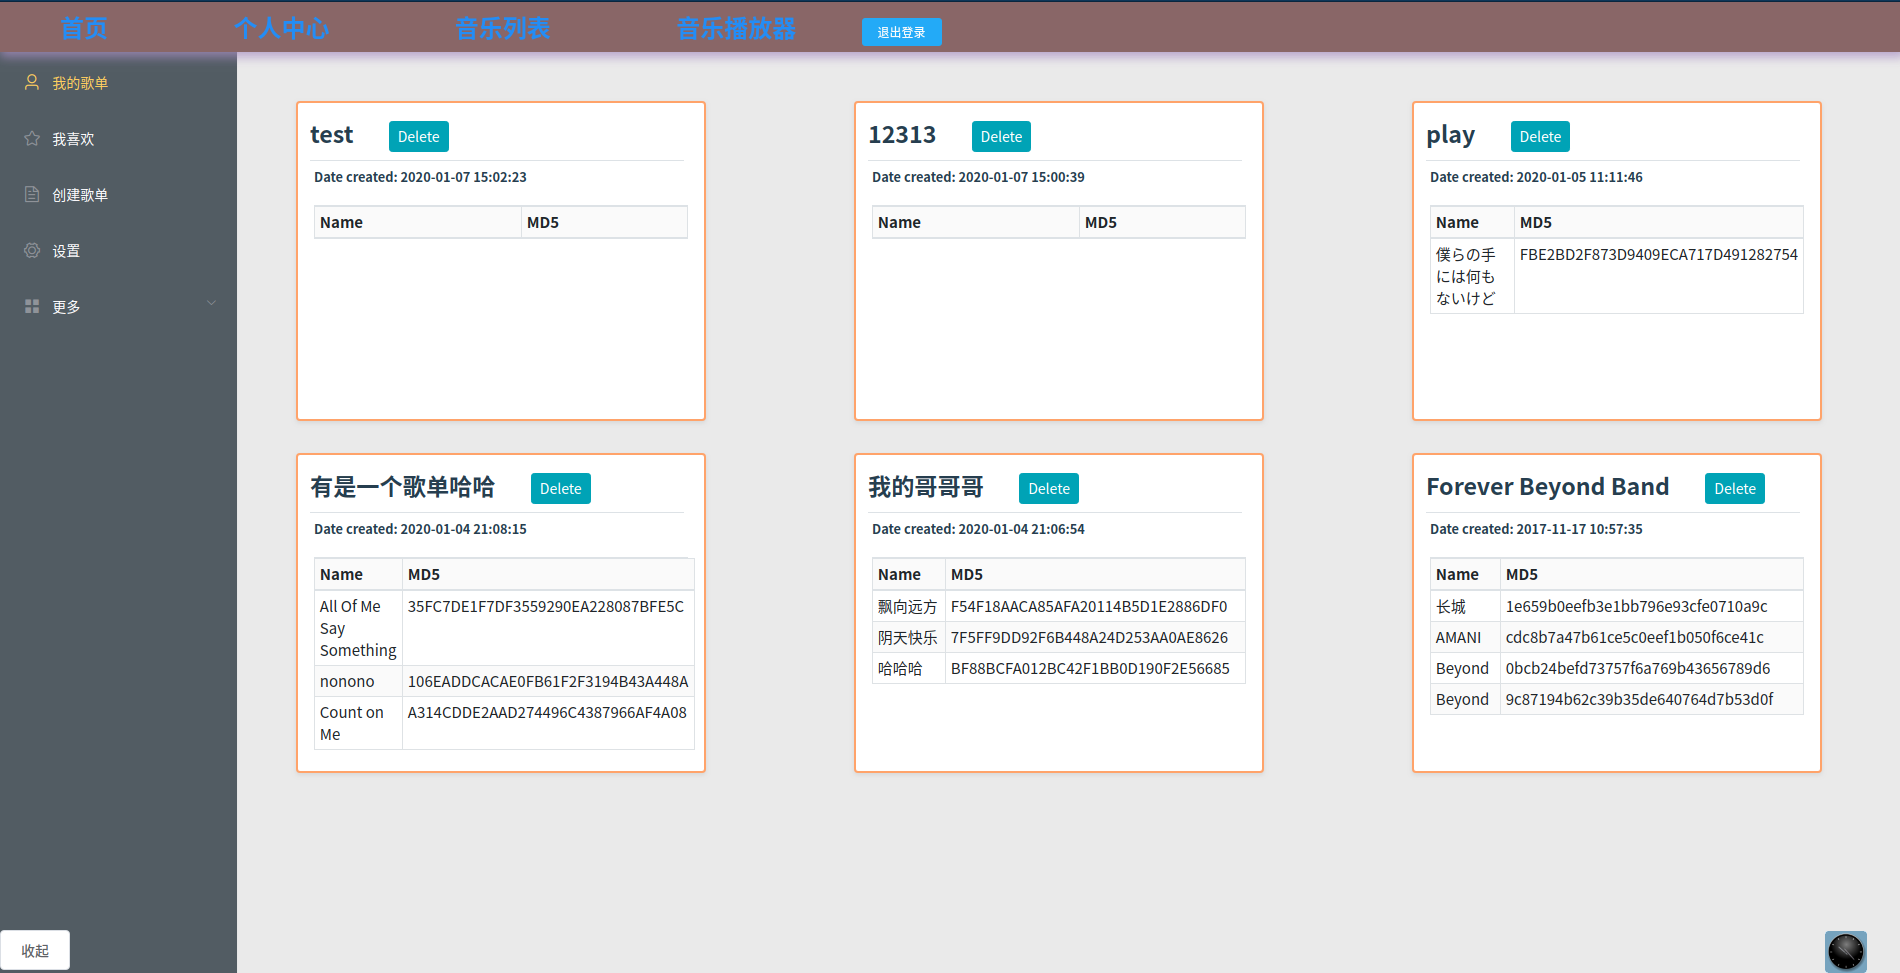 首页 个人中心 音乐列表 音乐播放器 退出登录
我的歌单
我喜欢
创建歌单
设置
更多
收起
test Delete
Date created: 2020-01-07 15:02:23
Name MD5
12313 Delete
Date created: 2020-01-07 15:00:39
Name MD5
play Delete
Date created: 2020-01-05 11:11:46
Name MD5
僕らの手 FBE2BD2F873D9409ECA717D491282754
には何も
ないけど
有是一个歌单哈哈 Delete
Date created: 2020-01-04 21:08:15
Name MD5
All Of Me 35FC7DE1F7DF3559290EA228087BFE5C
Say
Something
nonono 106EADDCACAE0FB61F2F3194B43A448A
Count on A314CDDE2AAD274496C4387966AF4A08
Me
我的哥哥哥 Delete
Date created: 2020-01-04 21:06:54
Name MD5
飘向远方 F54F18AACA85AFA20114B5D1E2886DF0
阴天快乐 7F5FF9DD92F6B448A24D253AA0AE8626
哈哈哈 BF88BCFA012BC42F1BB0D190F2E56685
Forever Beyond Band Delete
Date created: 2017-11-17 10:57:35
Name MD5
长城 1e659b0eefb3e1bb796e93cfe0710a9c
AMANI cdc8b7a47b61ce5c0eef1b050f6ce41c
Beyond 0bcb24befd73757f6a769b43656789d6
Beyond 9c87194b62c39b35de640764d7b53d0f